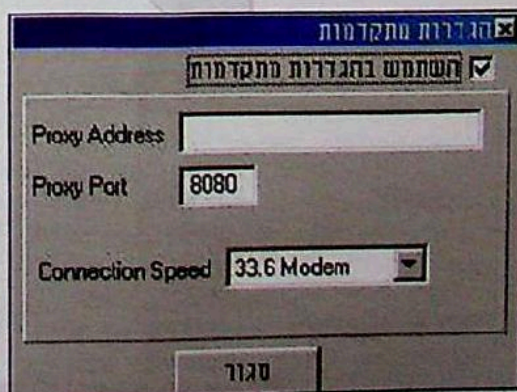 הגדרות מתקדמות
השתמש בהגדרות מתקדמות
Proxy Address
Proxy Port 8080
Connection Speed 33.6 Modem
סגור